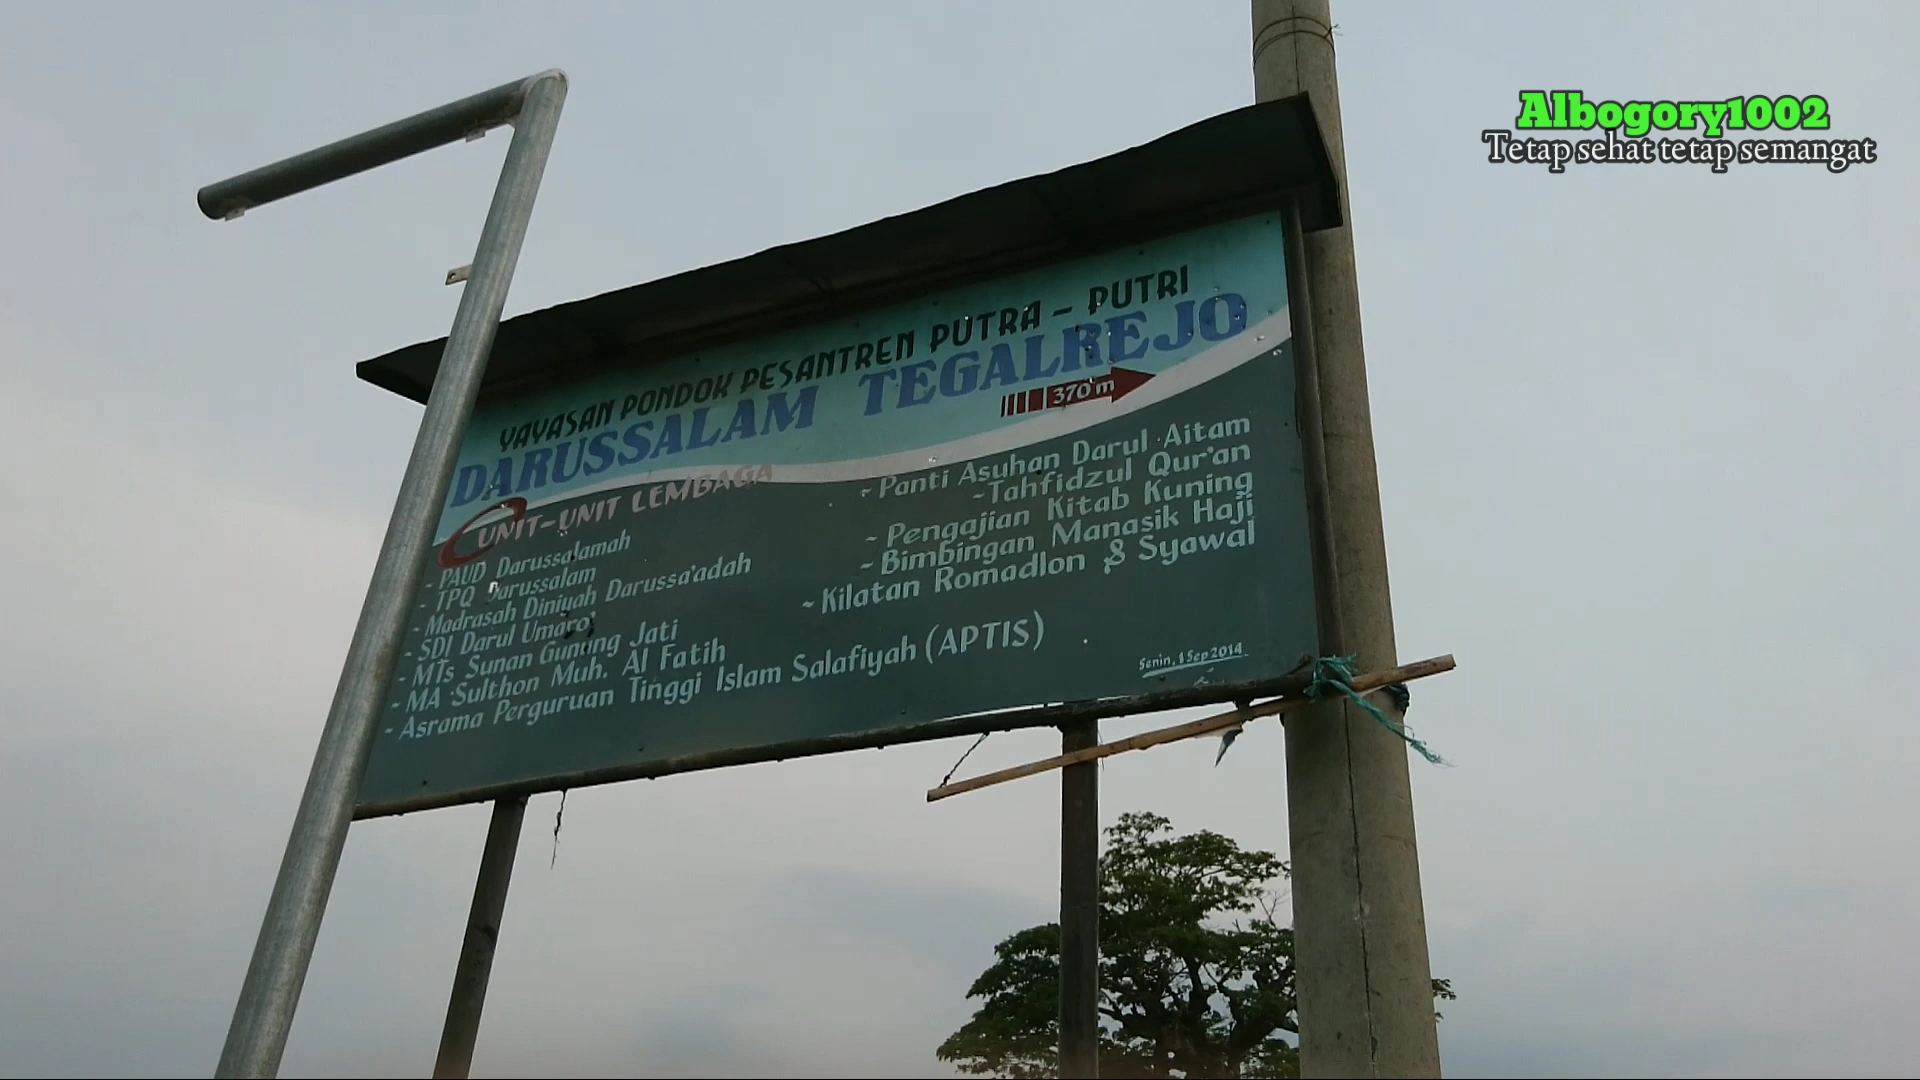 Albogory1002
Tetap sehat tetap semangat
YAYASAN PONDOK PESANTREN PUTRA - PUTRI
DARUSSALAM TEGALREJO
370 m
UNIT-UNIT LEMBAGA
- PAUD Darussalamah
- TPQ Darussalam
- Madrasah Diniyah Darussa'adah
- SDI Darul Umaro'
- MTs Sunan Gunung Jati
- MA Sulthon Muh. Al Fatih
- Asrama Perguruan Tinggi Islam Salafiyah (APTIS)
- Panti Asuhan Darul Aitam
- Tahfidzul Qur'an
- Pengajian Kitab Kuning
- Bimbingan Manasik Haji
- Kilatan Romadlon & Syawal
Senin, 1 Sep 2014